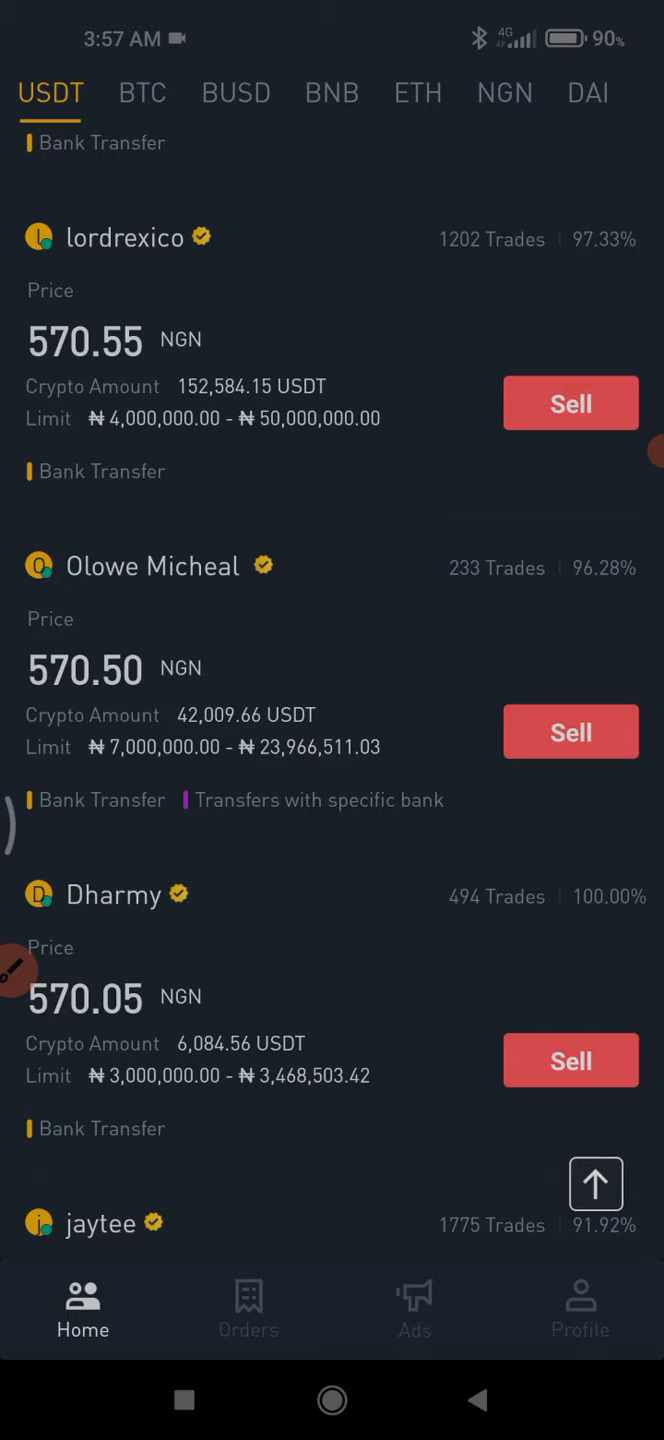 3:57 AM 4G 90%
USDT BTC BUSD BNB ETH NGN DAI
Bank Transfer
l lordrexico 1202 Trades | 97.33%
Price
570.55 NGN
Crypto Amount 152,584.15 USDT
Limit ₦ 4,000,000.00 - ₦ 50,000,000.00
Sell
Bank Transfer
O Olowe Micheal 233 Trades | 96.28%
Price
570.50 NGN
Crypto Amount 42,009.66 USDT
Limit ₦ 7,000,000.00 - ₦ 23,966,511.03
Sell
Bank Transfer Transfers with specific bank
D Dharmy 494 Trades | 100.00%
Price
570.05 NGN
Crypto Amount 6,084.56 USDT
Limit ₦ 3,000,000.00 - ₦ 3,468,503.42
Sell
Bank Transfer
j jaytee 1775 Trades | 91.92%
Home Orders Ads Profile